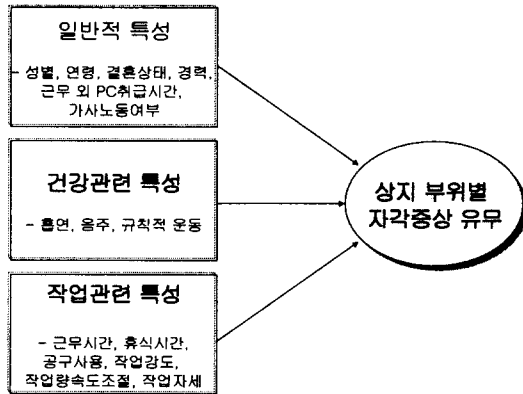 일반적 특성
- 성별, 연령, 결혼상태, 경력,
근무 외 PC취급시간,
가사노동여부
건강관련 특성
- 흡연, 음주, 규칙적 운동
작업관련 특성
- 근무시간, 휴식시간,
공구사용, 작업강도,
작업량속도조절, 작업자세
상지 부위별
자각증상 유무